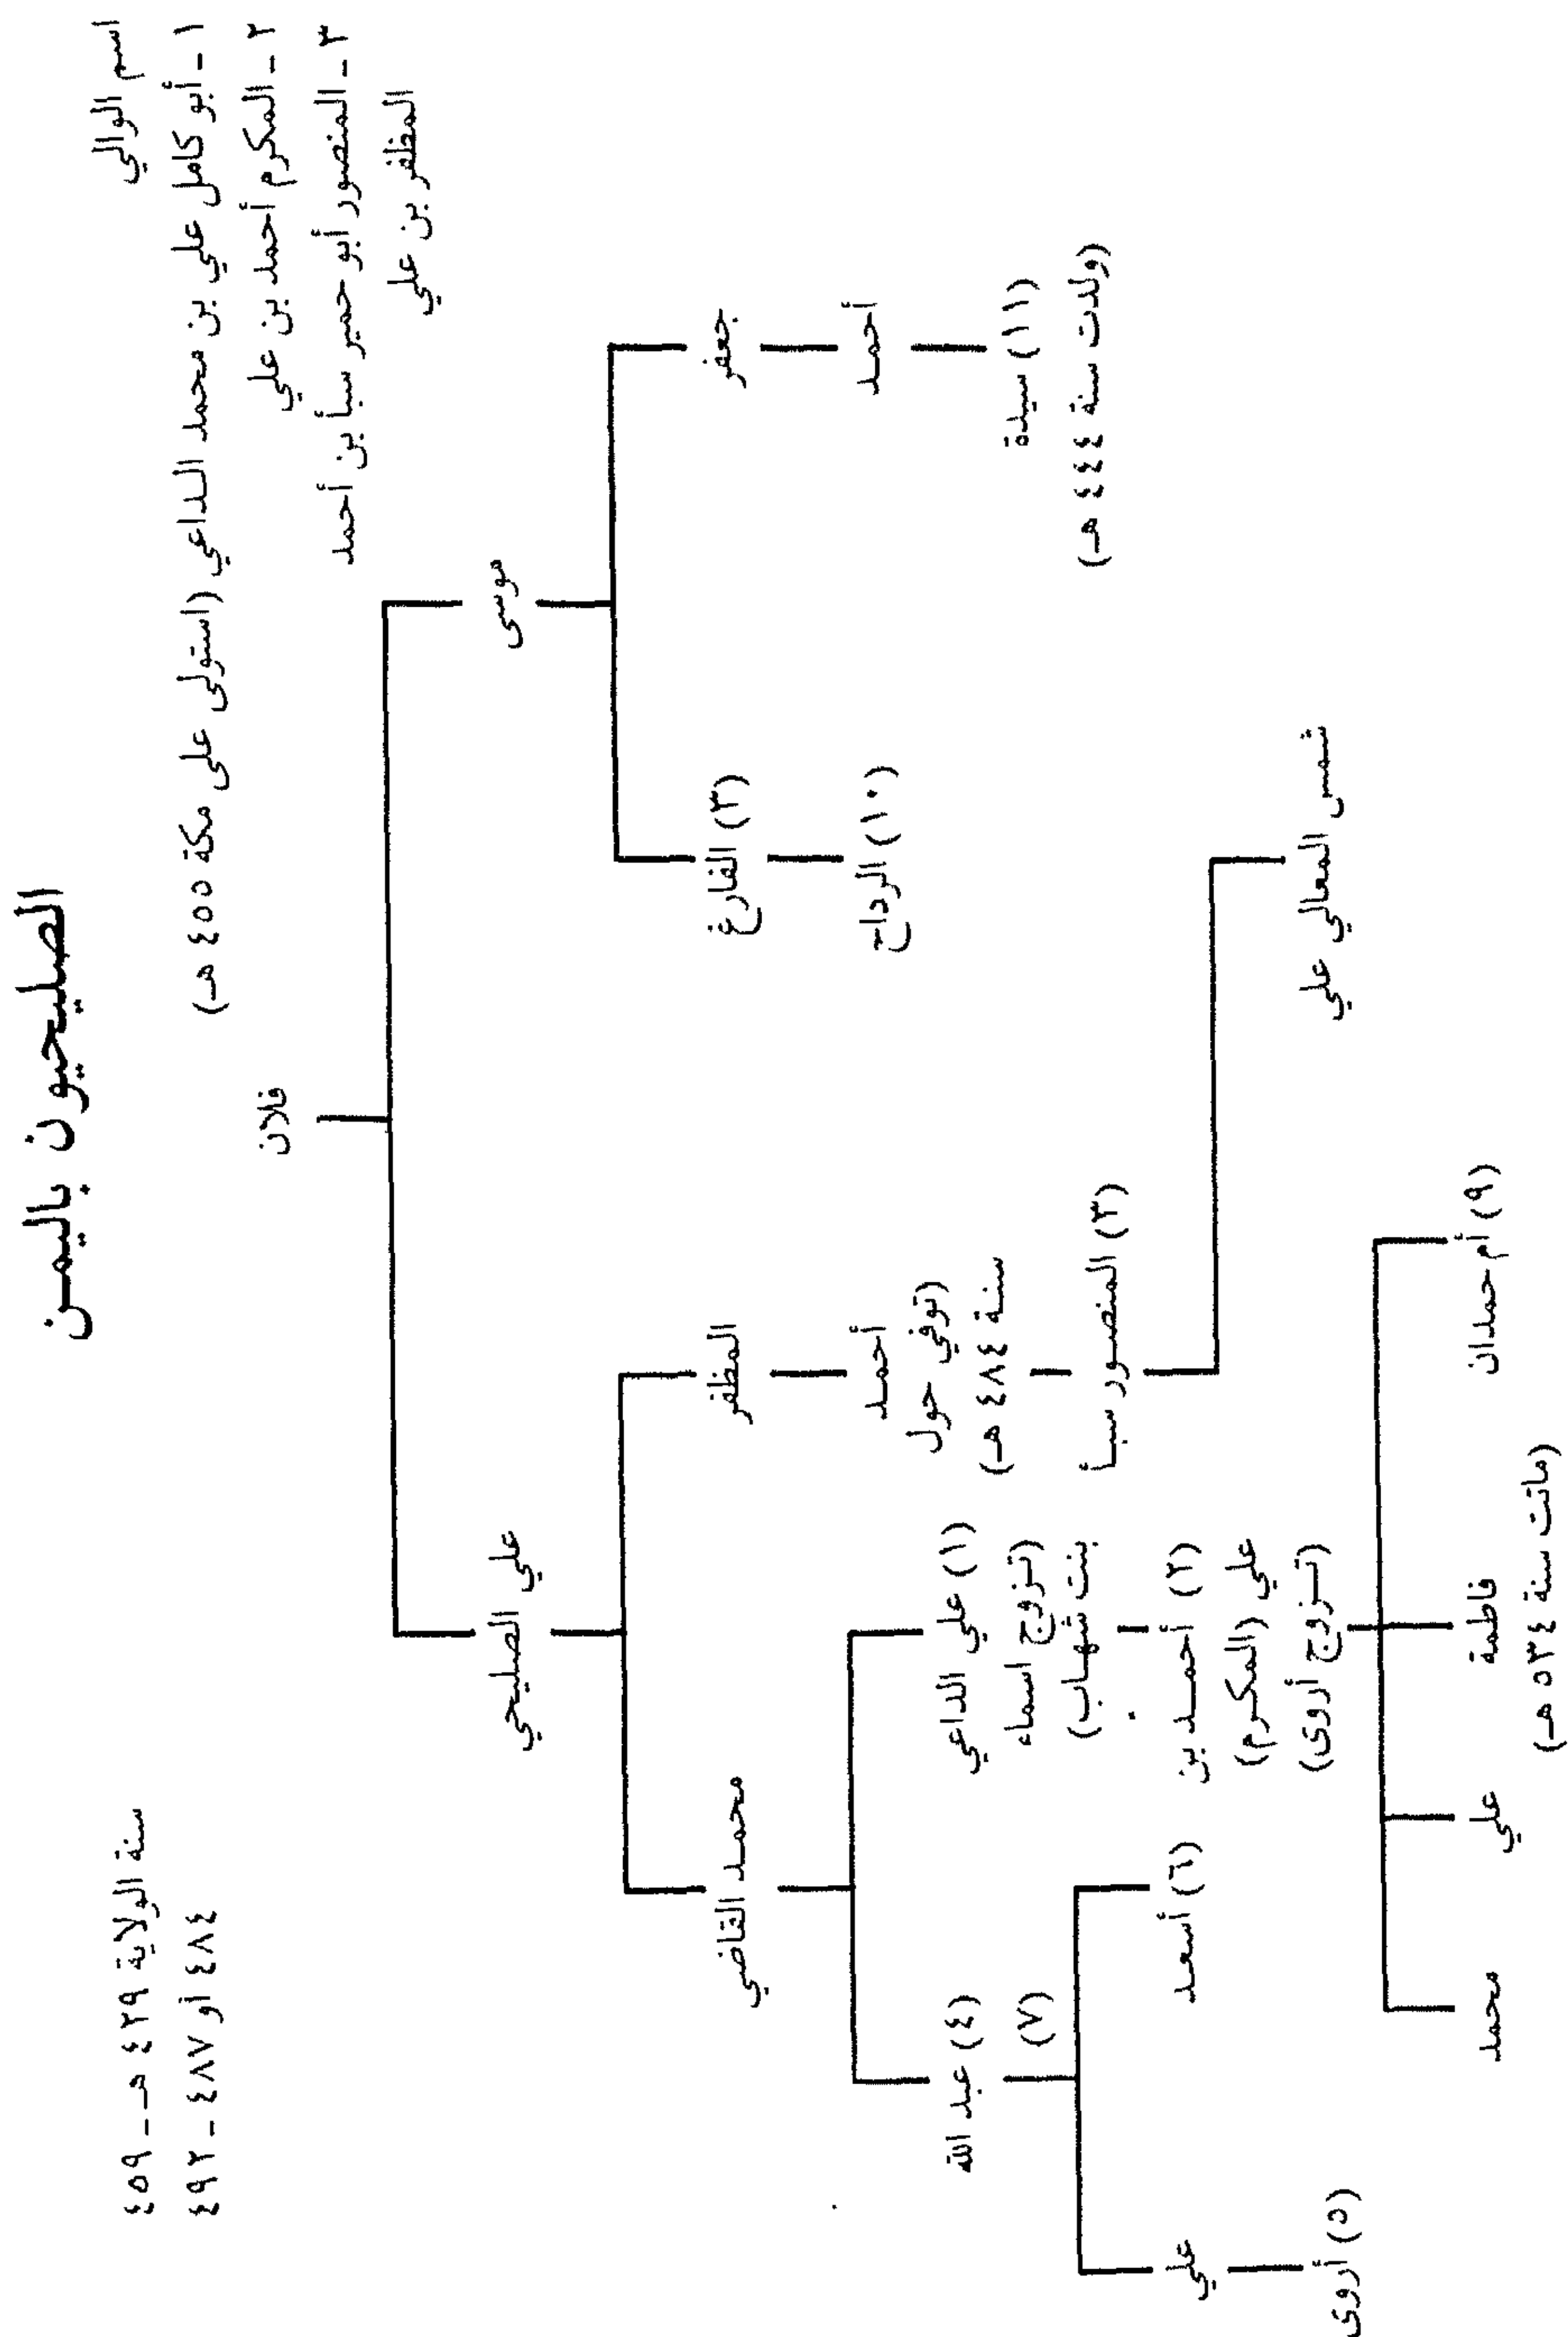 الصليحيون باليمن
اسم الوالي
سنة الولاية ٤٢٩ هـ - ٤٥٩
١ - أبو كامل علي بن محمد الداعي (استولى على مكة ٤٥٥ هـ)
٤٨٤ أو ٤٨٧ - ٤٩٢
٢ - المكرم أحمد بن علي
٣ - المنصور أبو حمير سبأ بن أحمد
المظفر بن علي
فلان
موسى
علي الصليحي
جعفر
(٣) الفارغ
المظفر
محمد القاضي
أحمد
(١٠) الرداح
أحمد
(توفي حول
سنة ٤٨٤ هـ)
(١١) سيدة
(ولدت سنة ٤٤٤ هـ)
(١) علي الداعي
(تزوج اسماء
بنت شهاب)
(٤) عبد الله
(٧)
(٣) المنصور سبأ
(٢) أحمد بن
علي (المكرم)
(تزوج أروى)
(٦) أسعد
علي
شمس المعالي علي
(٥) أروى
(٩) أم حمدان
فاطمة
(ماتت سنة ٥٣٤ هـ)
علي
محمد